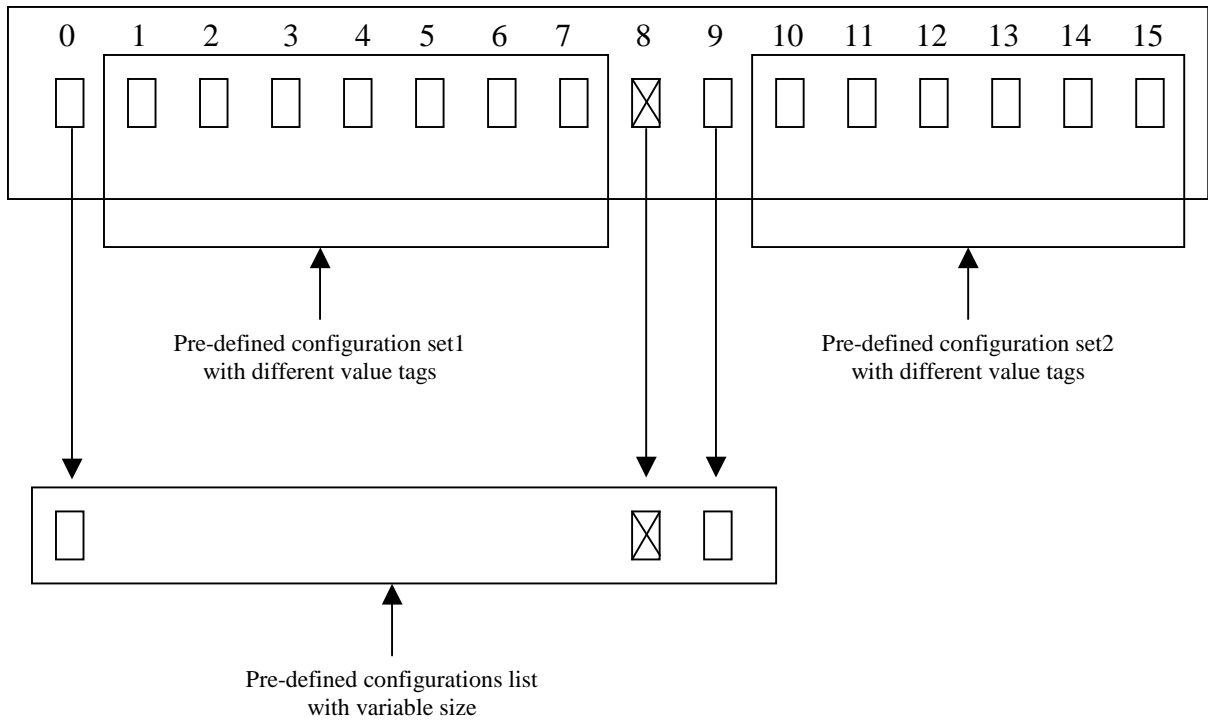 0 1 2 3 4 5 6 7 8 9 10 11 12 13 14 15
Pre-defined configuration set1
with different value tags
Pre-defined configuration set2
with different value tags
Pre-defined configurations list
with variable size